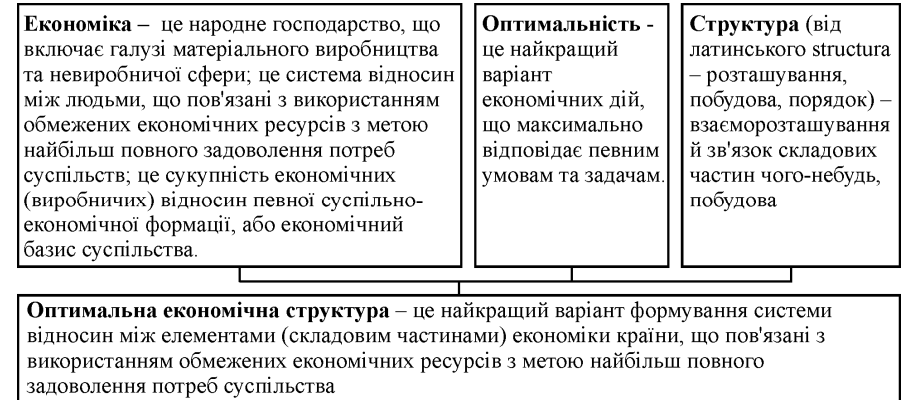 Економіка – це народне господарство, що
включає галузі матеріального виробництва
та невиробничої сфери; це система відносин
між людьми, що пов'язані з використанням
обмежених економічних ресурсів з метою
найбільш повного задоволення потреб
суспільств; це сукупність економічних
(виробничих) відносин певної суспільно-
економічної формації, або економічний
базис суспільства.
Оптимальність -
це найкращий
варіант
економічних дій,
що максимально
відповідає певним
умовам та задачам.
Структура (від
латинського structura
– розташування,
побудова, порядок) –
взаєморозташування
й зв'язок складових
частин чого-небудь,
побудова
Оптимальна економічна структура – це найкращий варіант формування системи
відносин між елементами (складовим частинами) економіки країни, що пов'язані з
використанням обмежених економічних ресурсів з метою найбільш повного
задоволення потреб суспільства